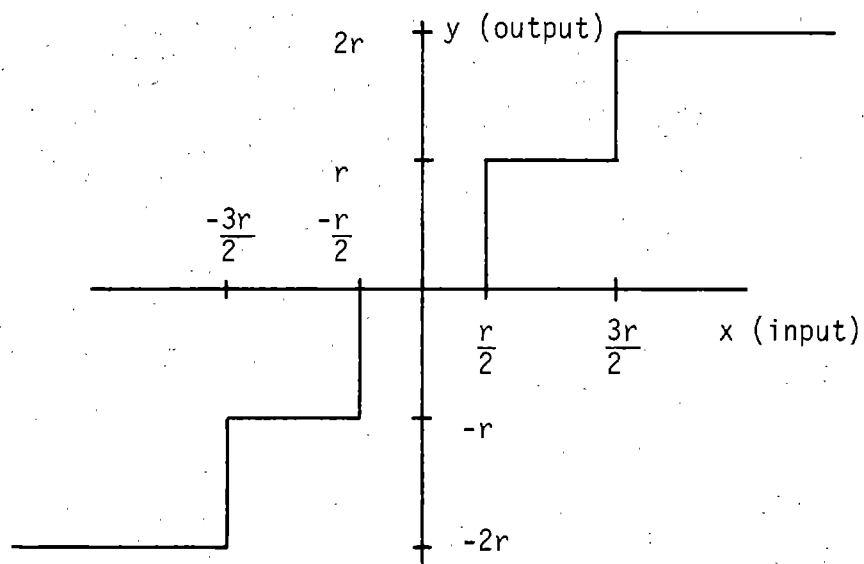 2r
y (output)
r
-3r/2
-r/2
r/2
3r/2
x (input)
-r
-2r